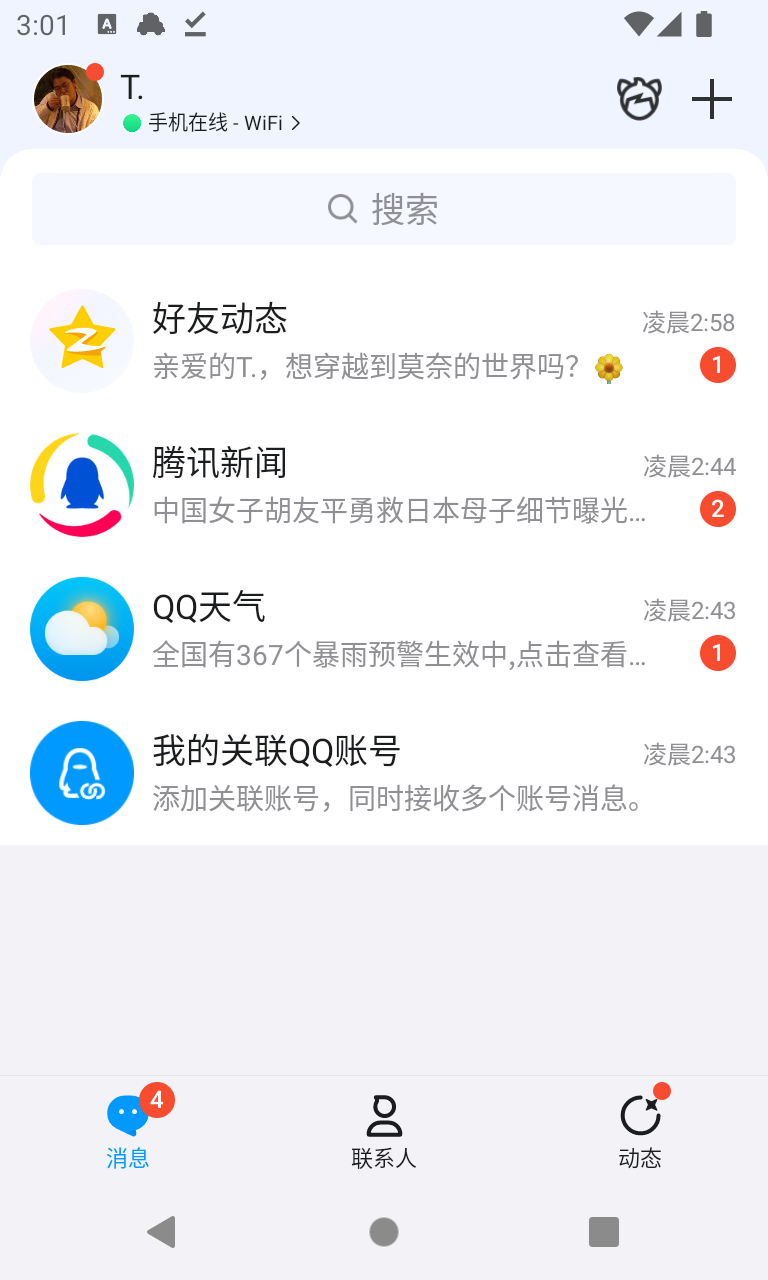 3:01
T.
手机在线 - WiFi
搜索
好友动态
凌晨2:58
亲爱的T.，想穿越到莫奈的世界吗？🌻
1
腾讯新闻
凌晨2:44
中国女子胡友平勇救日本母子细节曝光...
2
QQ天气
凌晨2:43
全国有367个暴雨预警生效中,点击查看...
1
我的关联QQ账号
凌晨2:43
添加关联账号，同时接收多个账号消息。
4
消息
联系人
动态